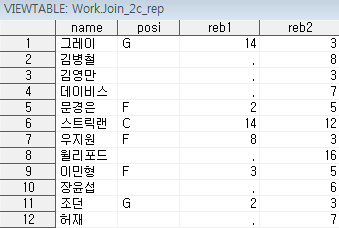 VIEWTABLE: Work.Join_2c_rep
name posi reb1 reb2
1 그레이 G 14 3
2 김병철 . 8
3 김영만 . 3
4 데이비스 . 7
5 문경은 F 2 5
6 스트릭랜 C 14 12
7 우지원 F 8 3
8 윌리포드 . 16
9 이민형 F 3 5
10 장윤섭 . 6
11 조던 G 2 3
12 허재 . 7